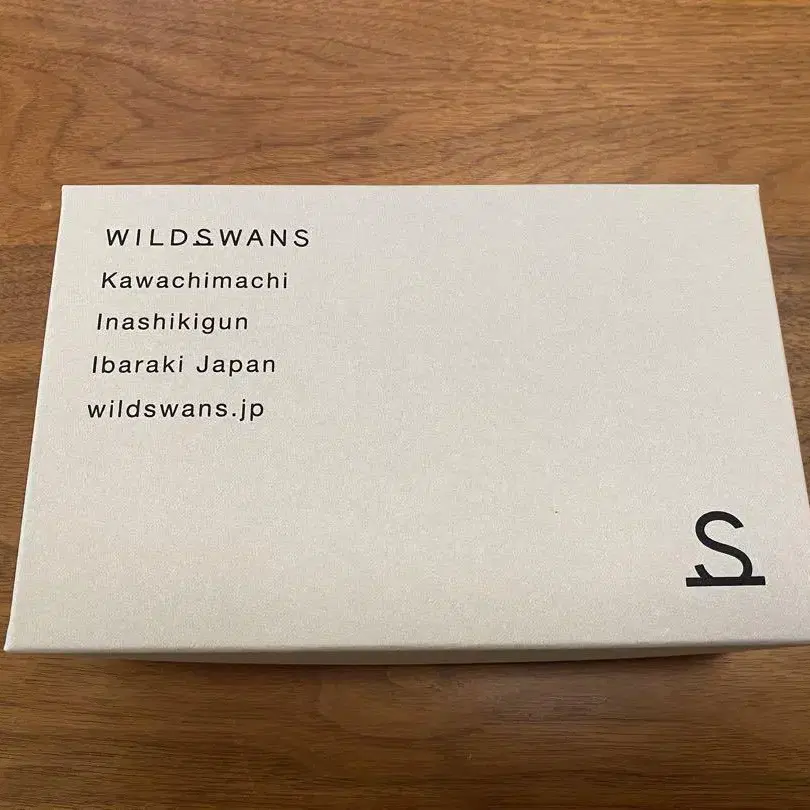 WILDSWANS
Kawachimachi
Inashikigun
Ibaraki Japan
wildswans.jp
S